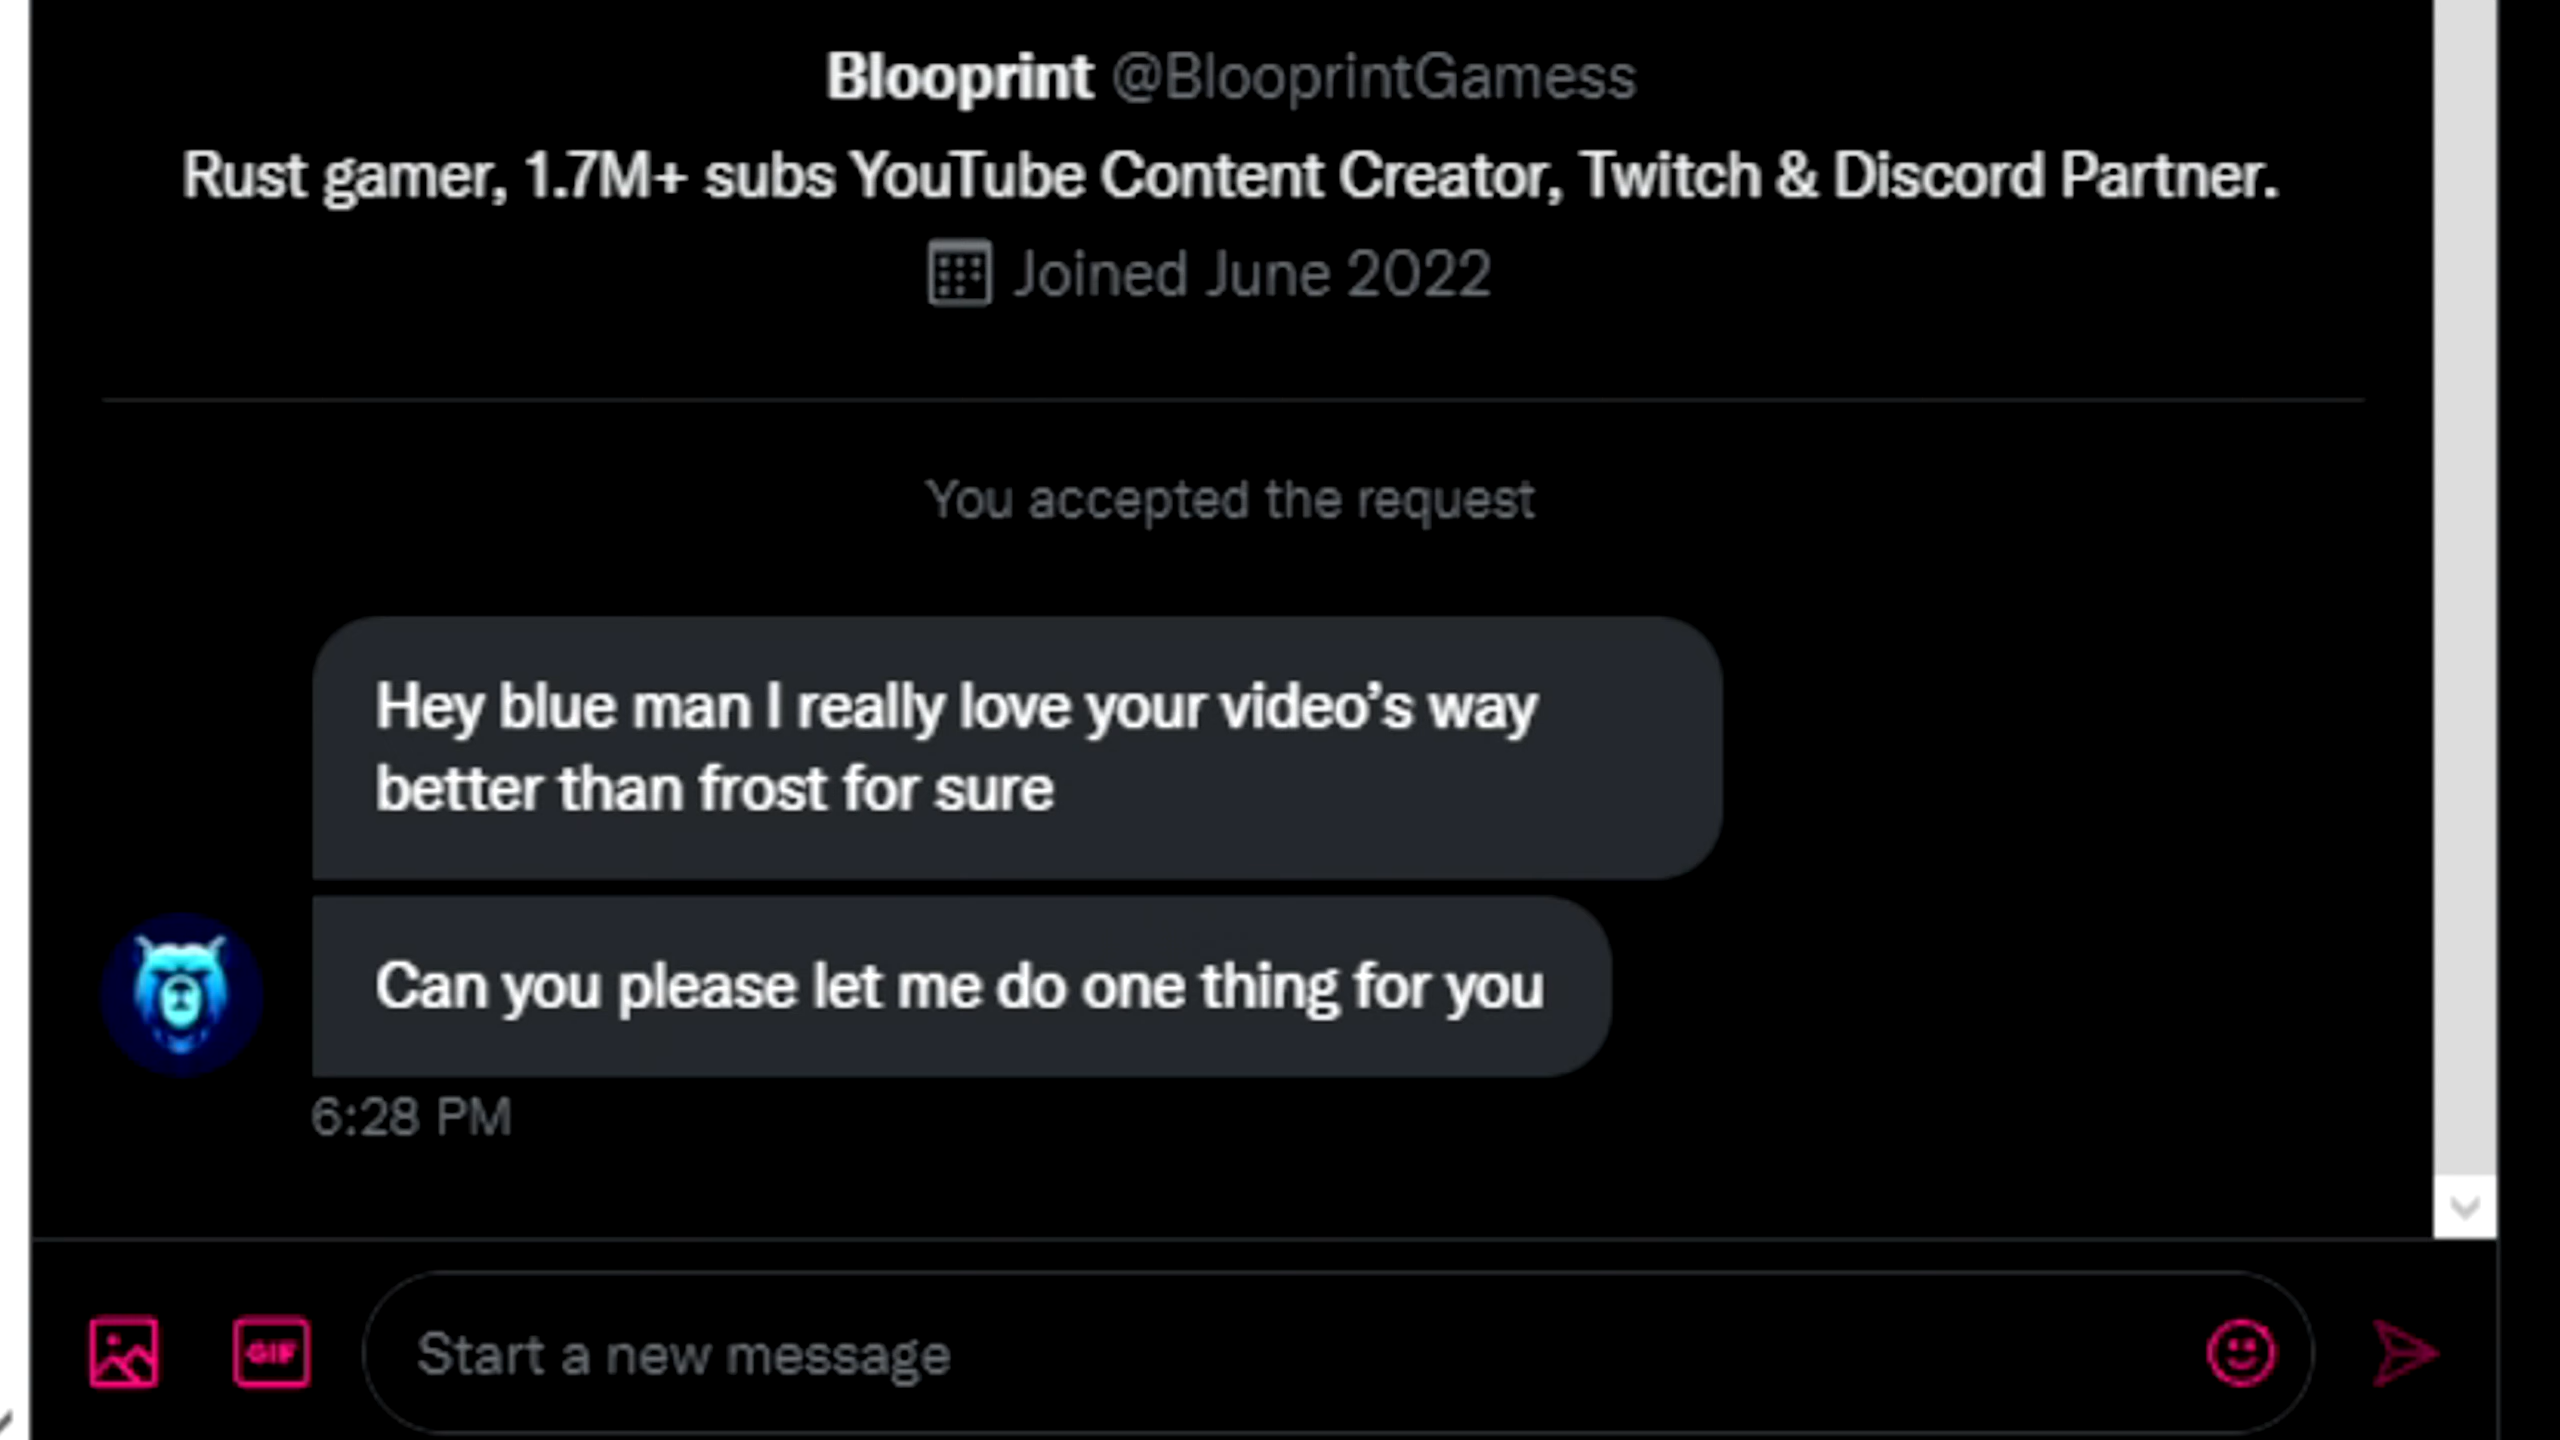 Blooprint @BlooprintGamess
Rust gamer, 1.7M+ subs YouTube Content Creator, Twitch & Discord Partner.
Joined June 2022
You accepted the request
Hey blue man I really love your video’s way
better than frost for sure
Can you please let me do one thing for you
6:28 PM
GIF
Start a new message